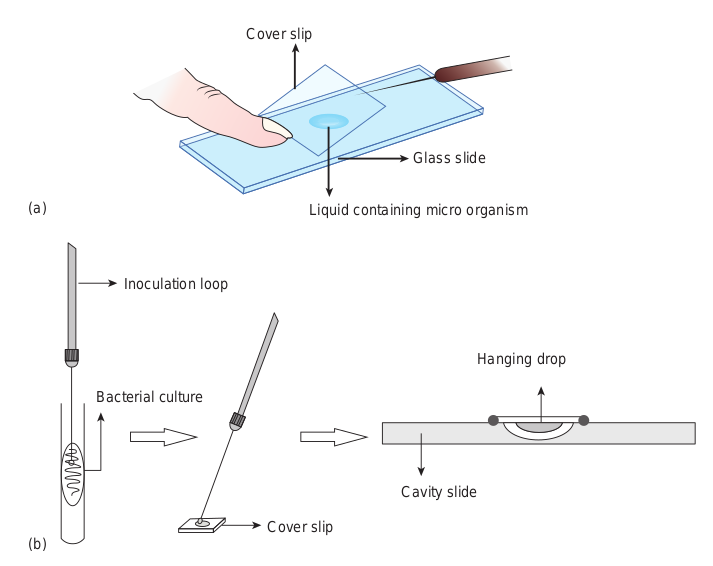 Cover slip
Glass slide
Liquid containing micro organism
(a)
Inoculation loop
Bacterial culture
Hanging drop
Cavity slide
Cover slip
(b)